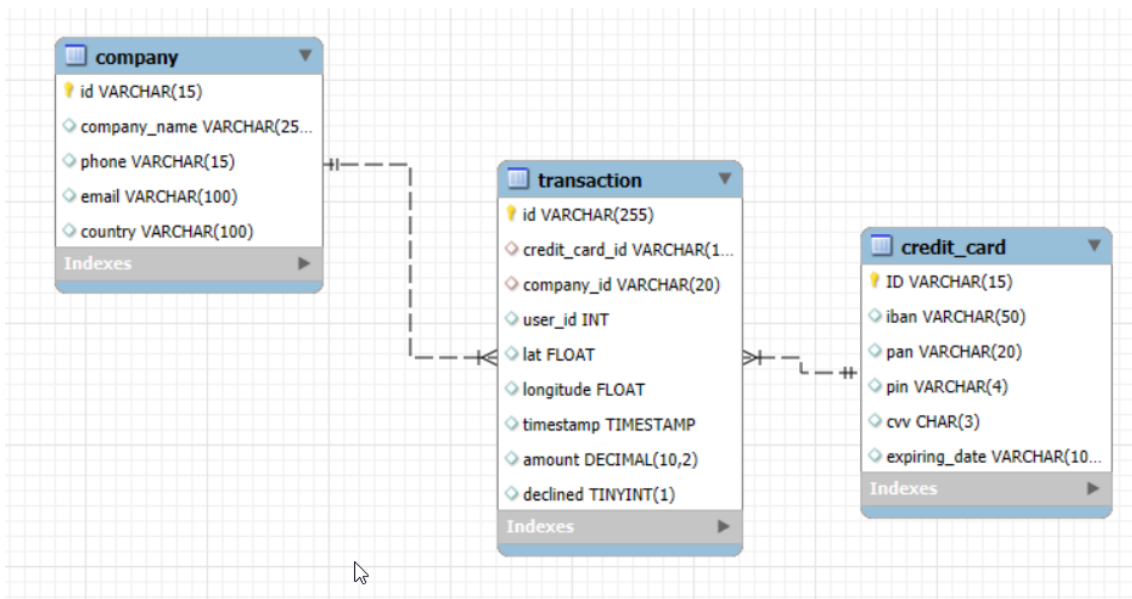 company
id VARCHAR(15)
company_name VARCHAR(25...
phone VARCHAR(15)
email VARCHAR(100)
country VARCHAR(100)
Indexes
transaction
id VARCHAR(255)
credit_card_id VARCHAR(1...
company_id VARCHAR(20)
user_id INT
lat FLOAT
longitude FLOAT
timestamp TIMESTAMP
amount DECIMAL(10,2)
declined TINYINT(1)
Indexes
credit_card
ID VARCHAR(15)
iban VARCHAR(50)
pan VARCHAR(20)
pin VARCHAR(4)
cvv CHAR(3)
expiring_date VARCHAR(10...
Indexes